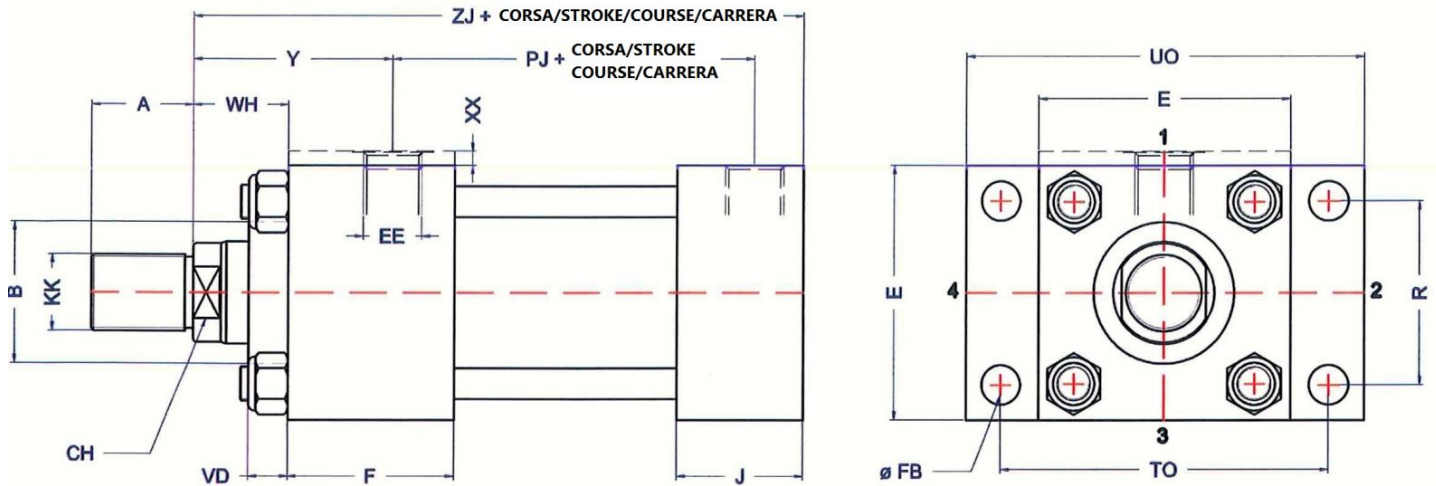 ZJ + CORSA/STROKE/COURSE/CARRERA
Y
PJ + CORSA/STROKE
COURSE/CARRERA
UO
A
WH
XX
E
1
EE
B
KK
E
4
2
R
CH
VD
F
J
3
ø FB
TO